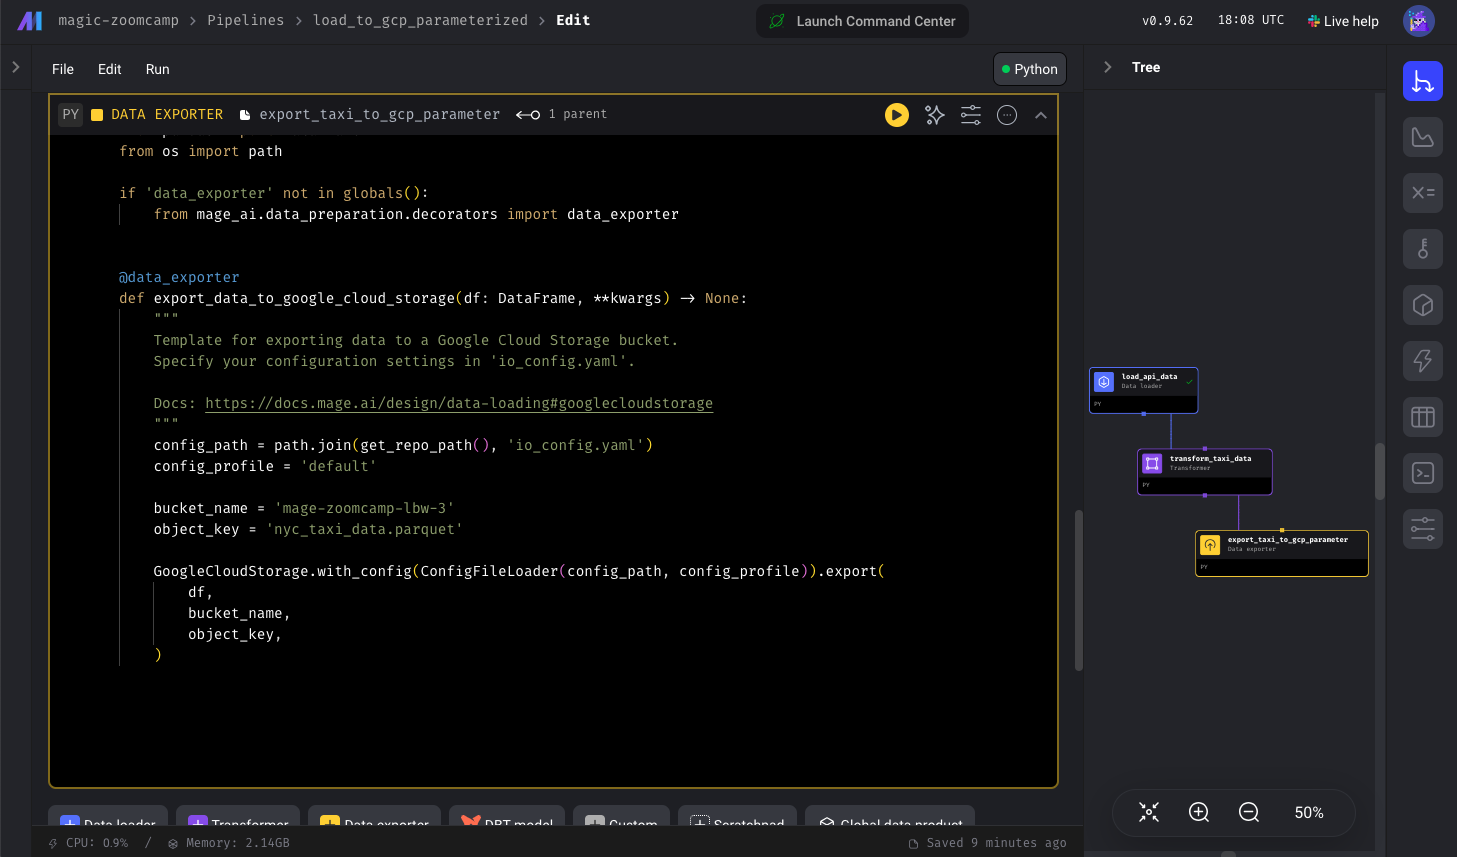 magic-zoomcamp > Pipelines > load_to_gcp_parameterized > Edit
Launch Command Center
v0.9.62
18:08 UTC
Live help
File Edit Run
Python
Tree
PY DATA EXPORTER export_taxi_to_gcp_parameter 1 parent
from os import path
if 'data_exporter' not in globals():
from mage_ai.data_preparation.decorators import data_exporter
@data_exporter
def export_data_to_google_cloud_storage(df: DataFrame, **kwargs) -> None:
"""
Template for exporting data to a Google Cloud Storage bucket.
Specify your configuration settings in 'io_config.yaml'.
Docs: https://docs.mage.ai/design/data-loading#googlecloudstorage
"""
config_path = path.join(get_repo_path(), 'io_config.yaml')
config_profile = 'default'
bucket_name = 'mage-zoomcamp-lbw-3'
object_key = 'nyc_taxi_data.parquet'
GoogleCloudStorage.with_config(ConfigFileLoader(config_path, config_profile)).export(
df,
bucket_name,
object_key,
)
load_api_data
Data loader
PY
transform_taxi_data
Transformer
PY
export_taxi_to_gcp_parameter
Data exporter
PY
Data loader Transformer Data exporter DBT model Custom Scratchpad Global data product
50%
CPU: 0.9% / Memory: 2.14GB
Saved 9 minutes ago